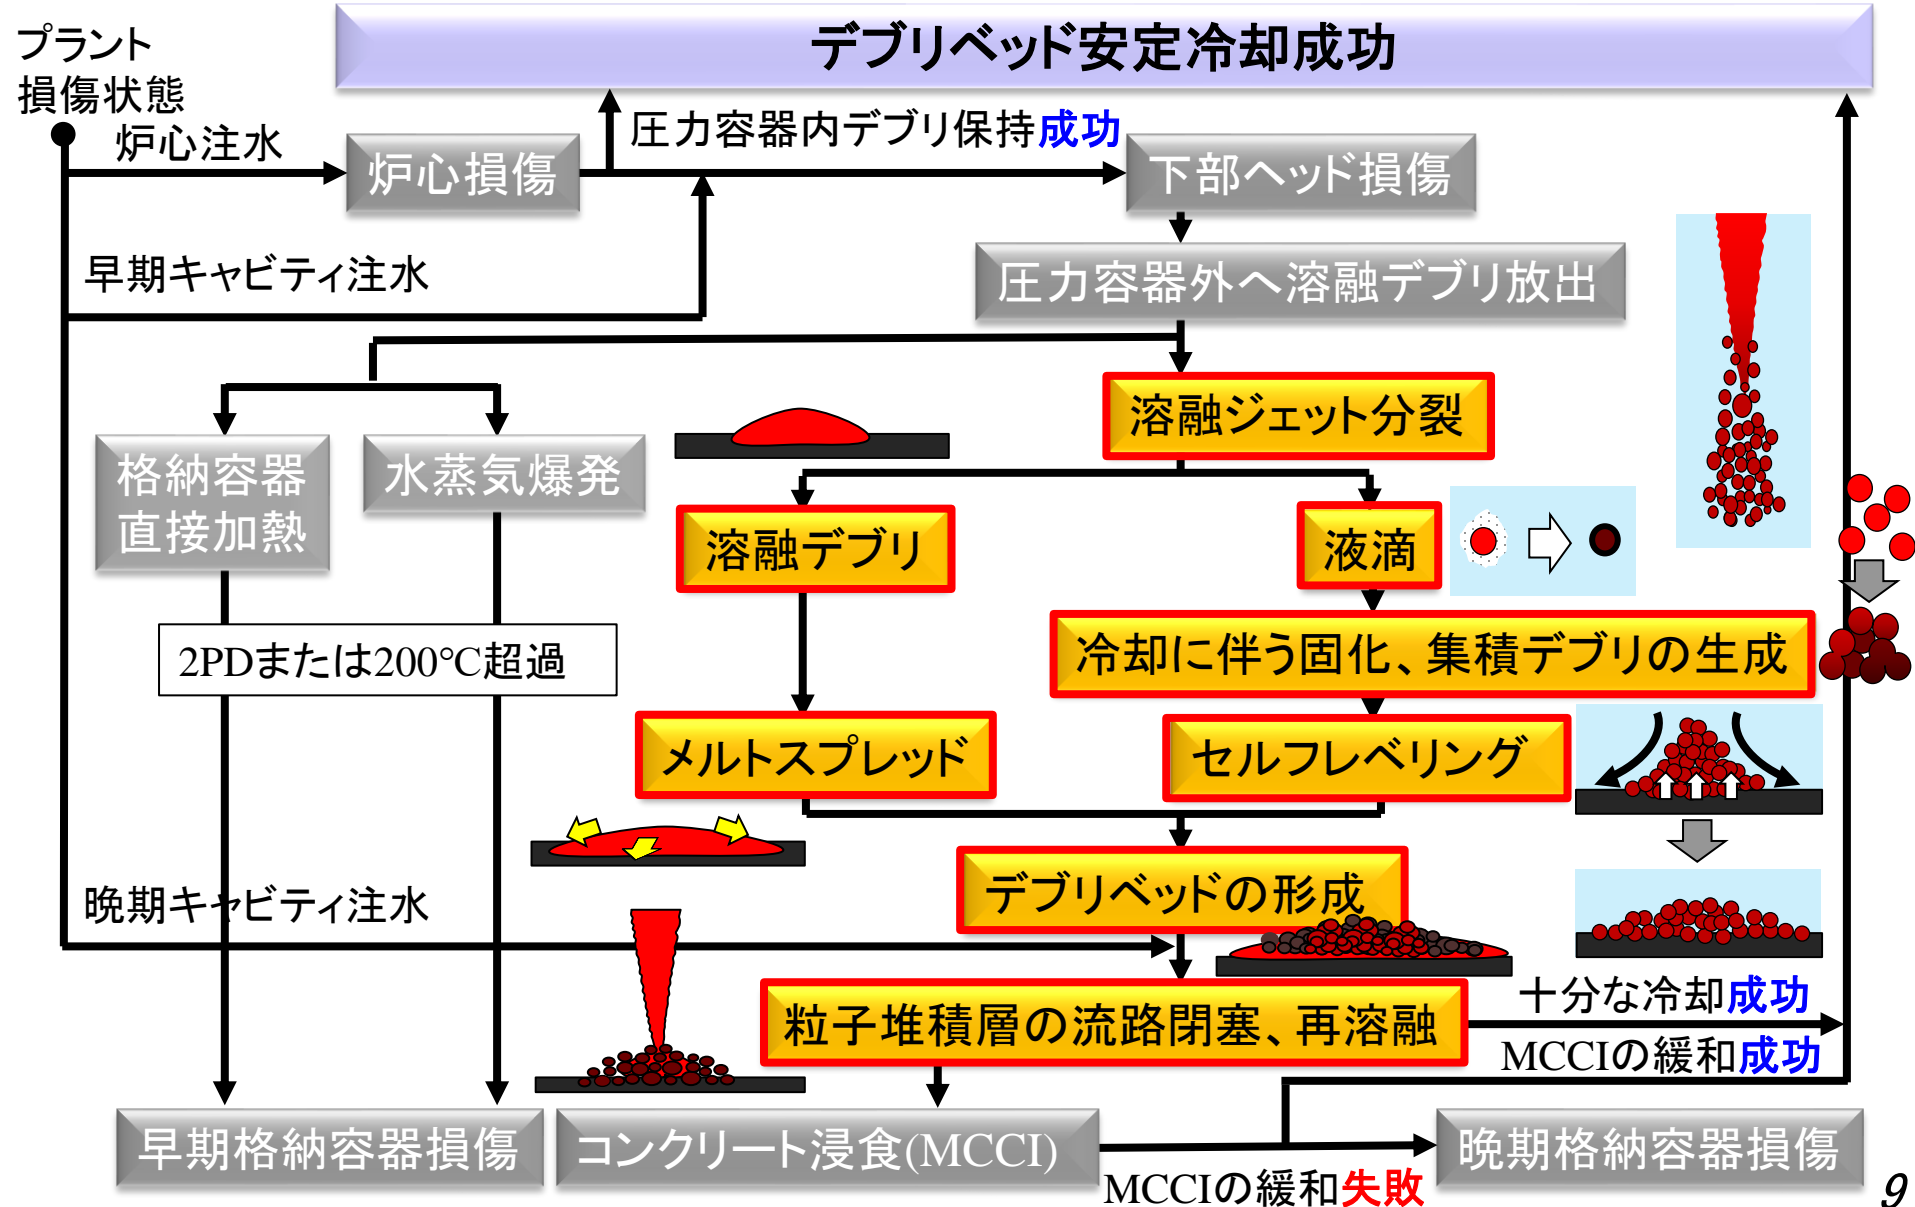 デブリベッド安定冷却成功
プラント
損傷状態
炉心注水
圧力容器内デブリ保持成功
炉心損傷
下部ヘッド損傷
早期キャビティ注水
圧力容器外へ溶融デブリ放出
溶融ジェット分裂
格納容器
直接加熱
水蒸気爆発
溶融デブリ
液滴
2PDまたは200℃超過
冷却に伴う固化、集積デブリの生成
メルトスプレッド
セルフレベリング
晩期キャビティ注水
デブリベッドの形成
粒子堆積層の流路閉塞、再溶融
十分な冷却成功
MCCIの緩和成功
早期格納容器損傷
コンクリート浸食(MCCI)
晩期格納容器損傷
MCCIの緩和失敗
9